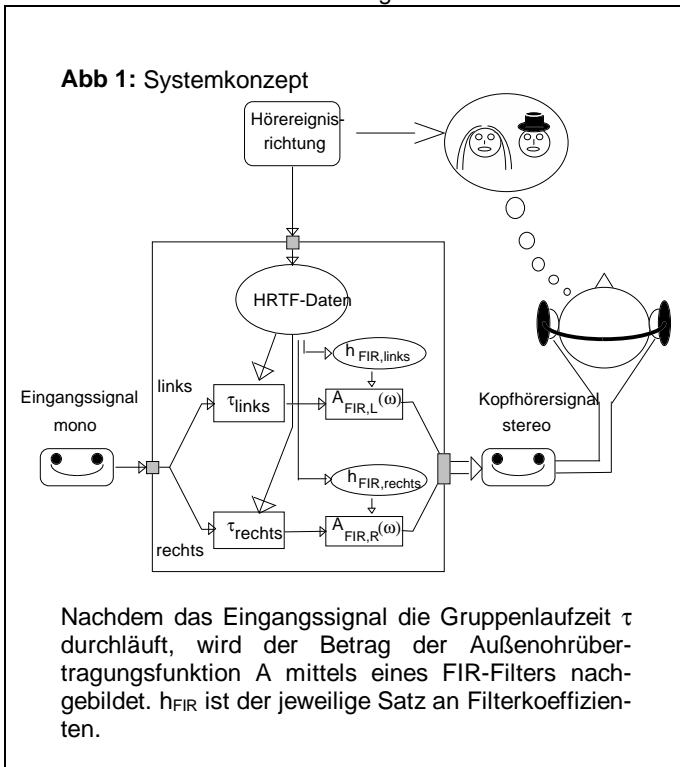 Abb 1: Systemkonzept
Hörereignis-
richtung
HRTF-Daten
h FIR,links
links
Eingangssignal
mono
τlinks
A FIR,L(ω)
Kopfhörersignal
stereo
h FIR,rechts
τrechts
A FIR,R(ω)
rechts
Nachdem das Eingangssignal die Gruppenlaufzeit τ
durchläuft, wird der Betrag der Außenohrüber-
tragungsfunktion A mittels eines FIR-Filters nach-
gebildet. hFIR ist der jeweilige Satz an Filterkoeffizien-
ten.